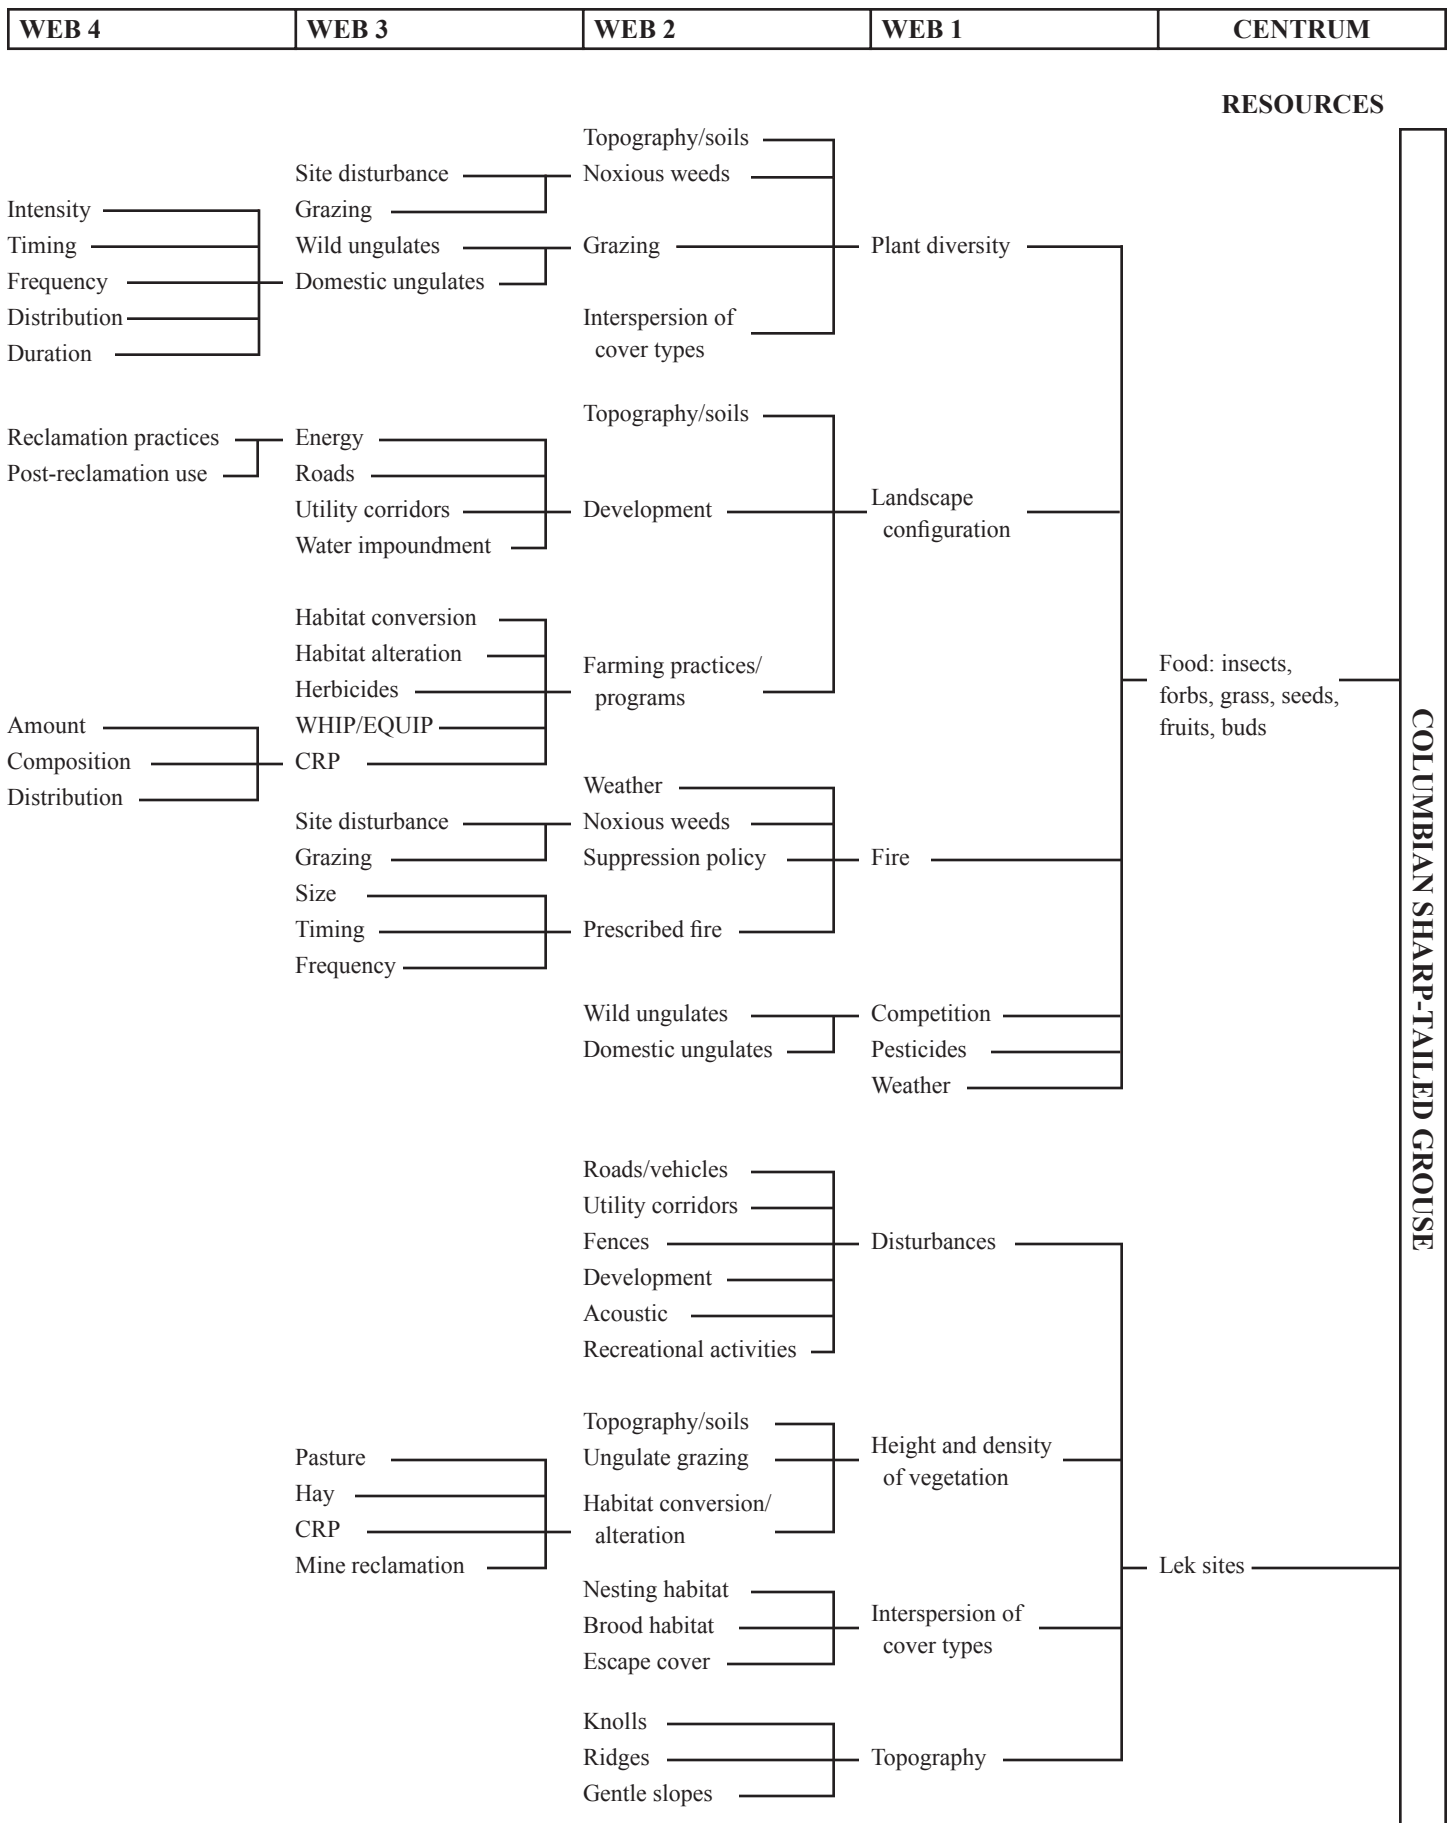 WEB 4 WEB 3 WEB 2 WEB 1 CENTRUM
RESOURCES
Topography/soils
Site disturbance Noxious weeds
Intensity Grazing
Timing Wild ungulates Grazing Plant diversity
Frequency Domestic ungulates
Distribution Interspersion of
Duration cover types
Topography/soils
Reclamation practices Energy
Post-reclamation use Roads
Landscape
Utility corridors Development configuration
Water impoundment
Habitat conversion
Habitat alteration Farming practices/ Food: insects,
Herbicides programs forbs, grass, seeds,
Amount WHIP/EQUIP fruits, buds
Composition CRP
Distribution Weather
Site disturbance Noxious weeds
Grazing Suppression policy Fire
Size
Timing Prescribed fire
Frequency
Wild ungulates Competition
Domestic ungulates Pesticides
Weather
COLUMBIAN SHARP-TAILED GROUSE
Roads/vehicles
Utility corridors
Fences Disturbances
Development
Acoustic
Recreational activities
Topography/soils
Pasture Ungulate grazing Height and density
of vegetation
Hay Habitat conversion/
CRP alteration
Mine reclamation Lek sites
Nesting habitat
Brood habitat Interspersion of
cover types
Escape cover
Knolls
Ridges Topography
Gentle slopes